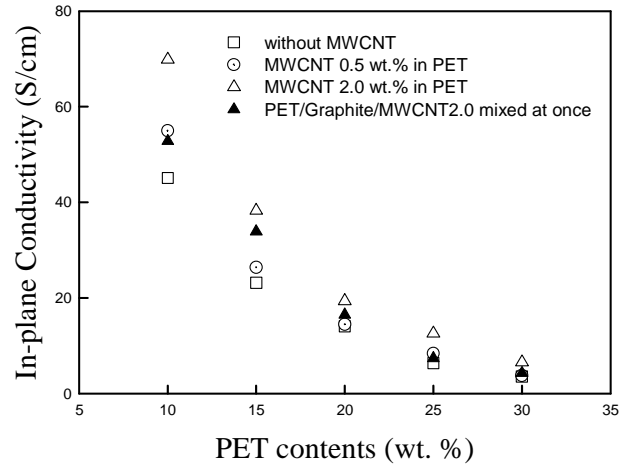 80
60
40
20
0
In-plane Conductivity (S/cm)
without MWCNT
MWCNT 0.5 wt.% in PET
MWCNT 2.0 wt.% in PET
PET/Graphite/MWCNT2.0 mixed at once
5 10 15 20 25 30 35
PET contents (wt. %)